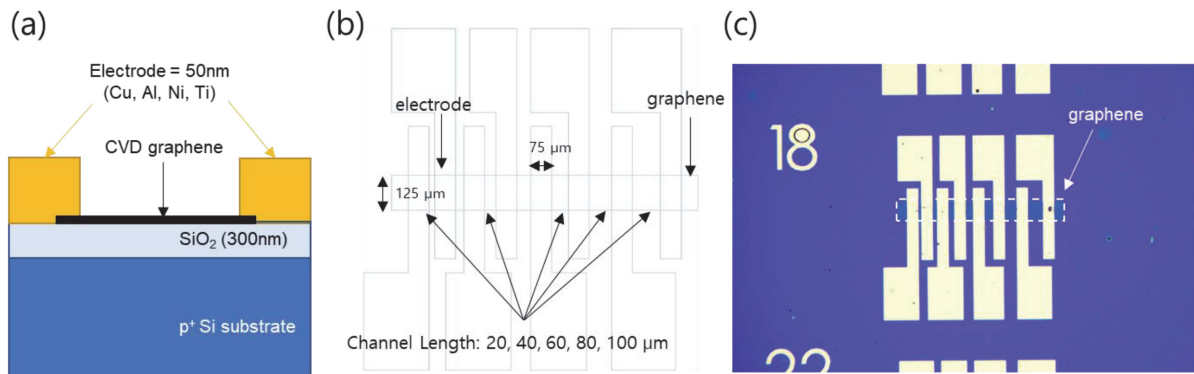 (a)
Electrode = 50nm
(Cu, Al, Ni, Ti)
CVD graphene
SiO₂ (300nm)
p⁺ Si substrate
(b)
electrode
graphene
75 μm
125 μm
Channel Length: 20, 40, 60, 80, 100 μm
(c)
graphene
18
22